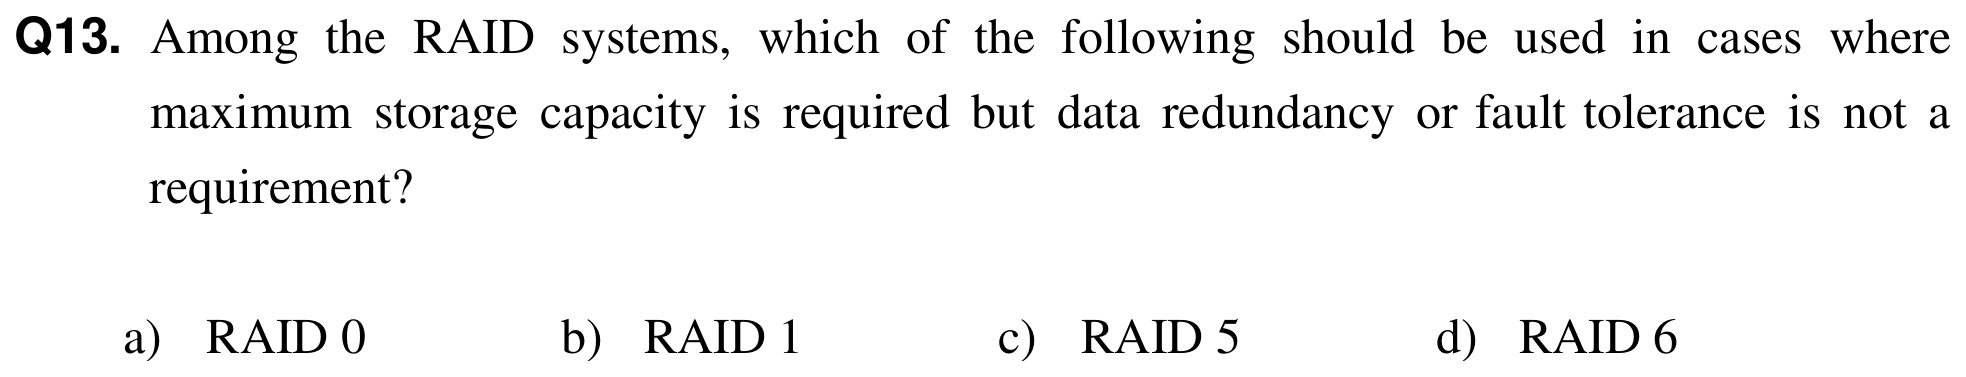 Q13. Among the RAID systems, which of the following should be used in cases where
maximum storage capacity is required but data redundancy or fault tolerance is not a
requirement?
a) RAID 0 b) RAID 1 c) RAID 5 d) RAID 6